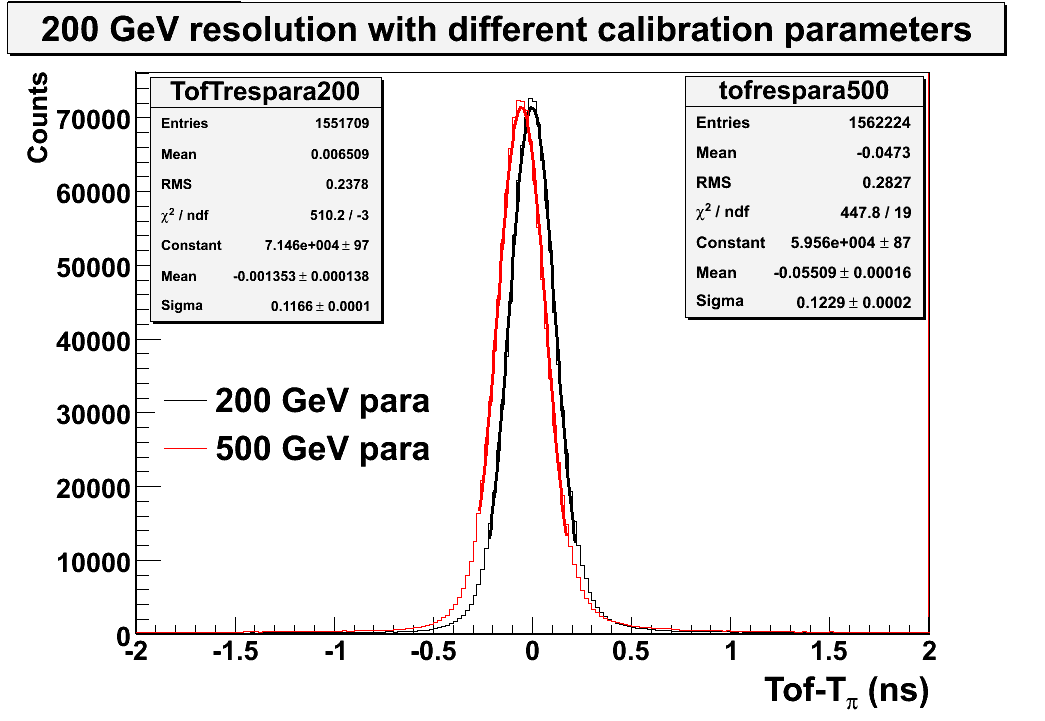 200 GeV resolution with different calibration parameters
Counts
TofTrespara200
Entries 1551709
Mean 0.006509
RMS 0.2378
χ² / ndf 510.2 / -3
Constant 7.146e+004 ± 97
Mean -0.001353 ± 0.000138
Sigma 0.1166 ± 0.0001
tofrespara500
Entries 1562224
Mean -0.0473
RMS 0.2827
χ² / ndf 447.8 / 19
Constant 5.956e+004 ± 87
Mean -0.05509 ± 0.00016
Sigma 0.1229 ± 0.0002
200 GeV para
500 GeV para
70000
60000
50000
40000
30000
20000
10000
0
-2 -1.5 -1 -0.5 0 0.5 1 1.5 2
Tof-Tπ (ns)